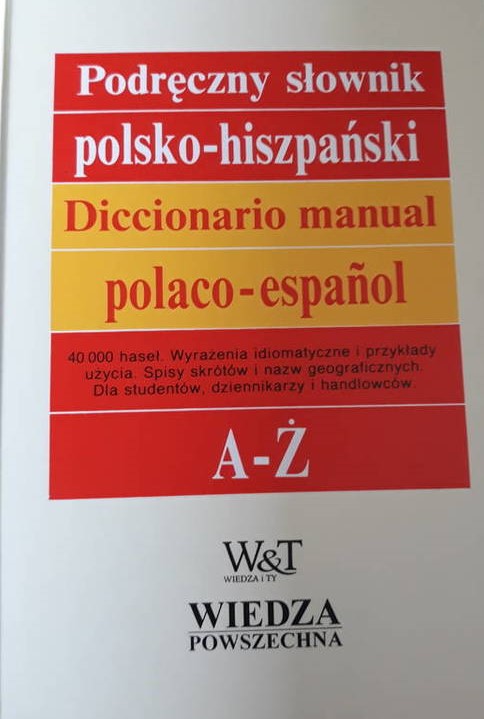 Podręczny słownik
polsko-hiszpański
Diccionario manual
polaco-español
40 000 haseł. Wyrażenia idiomatyczne i przykłady
użycia. Spisy skrótów i nazw geograficznych.
Dla studentów, dziennikarzy i handlowców.
A-Ż
W&T
WIEDZA i TY
WIEDZA
POWSZECHNA